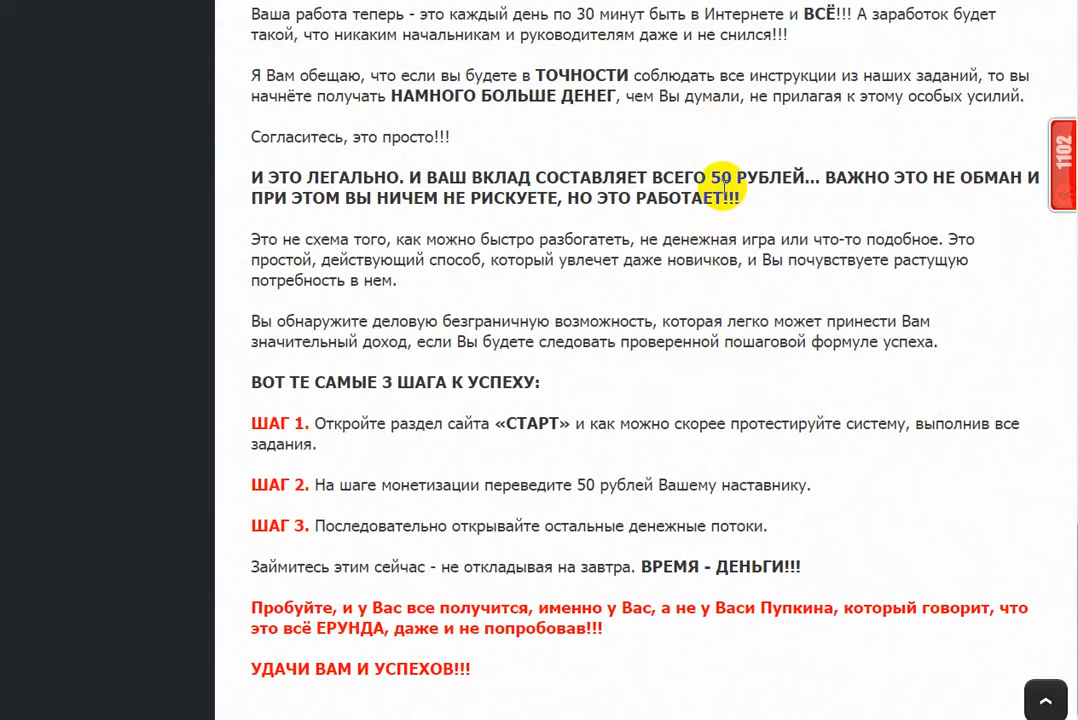 Ваша работа теперь - это каждый день по 30 минут быть в Интернете и ВСЁ!!! А заработок будет
такой, что никаким начальникам и руководителям даже и не снился!!!
Я Вам обещаю, что если вы будете в ТОЧНОСТИ соблюдать все инструкции из наших заданий, то вы
начнёте получать НАМНОГО БОЛЬШЕ ДЕНЕГ, чем Вы думали, не прилагая к этому особых усилий.
Согласитесь, это просто!!!
И ЭТО ЛЕГАЛЬНО. И ВАШ ВКЛАД СОСТАВЛЯЕТ ВСЕГО 50 РУБЛЕЙ... ВАЖНО ЭТО НЕ ОБМАН И
ПРИ ЭТОМ ВЫ НИЧЕМ НЕ РИСКУЕТЕ, НО ЭТО РАБОТАЕТ!!!
Это не схема того, как можно быстро разбогатеть, не денежная игра или что-то подобное. Это
простой, действующий способ, который увлечет даже новичков, и Вы почувствуете растущую
потребность в нем.
Вы обнаружите деловую безграничную возможность, которая легко может принести Вам
значительный доход, если Вы будете следовать проверенной пошаговой формуле успеха.
ВОТ ТЕ САМЫЕ 3 ШАГА К УСПЕХУ:
ШАГ 1. Откройте раздел сайта «СТАРТ» и как можно скорее протестируйте систему, выполнив все
задания.
ШАГ 2. На шаге монетизации переведите 50 рублей Вашему наставнику.
ШАГ 3. Последовательно открывайте остальные денежные потоки.
Займитесь этим сейчас - не откладывая на завтра. ВРЕМЯ - ДЕНЬГИ!!!
Пробуйте, и у Вас все получится, именно у Вас, а не у Васи Пупкина, который говорит, что
это всё ЕРУНДА, даже и не попробовав!!!
УДАЧИ ВАМ И УСПЕХОВ!!!
1102